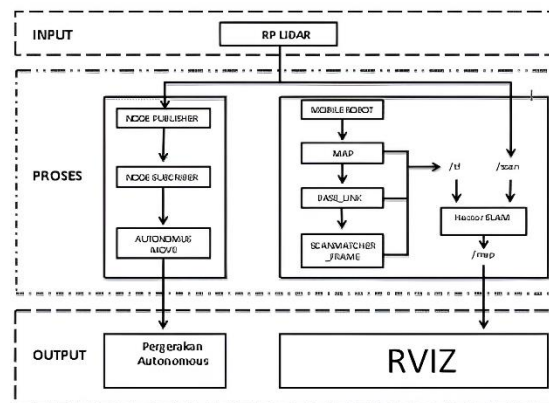 INPUT
RP LIDAR
PROSES
NODE PUBLISHER
NODE SUBCRIBER
AUTONOMUS
MOVE
MOBILE ROBOT
MAP
BASE_LINK
SCANMATCHER
_FRAME
/tf
/scan
Hector SLAM
/map
OUTPUT
Pergerakan
Autonomous
RVIZ